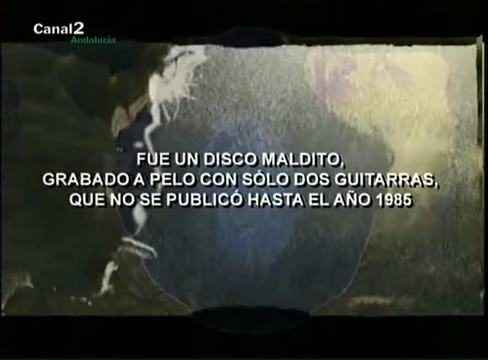 Canal2
Andalucía
FUE UN DISCO MALDITO,
GRABADO A PELO CON SÓLO DOS GUITARRAS,
QUE NO SE PUBLICÓ HASTA EL AÑO 1985